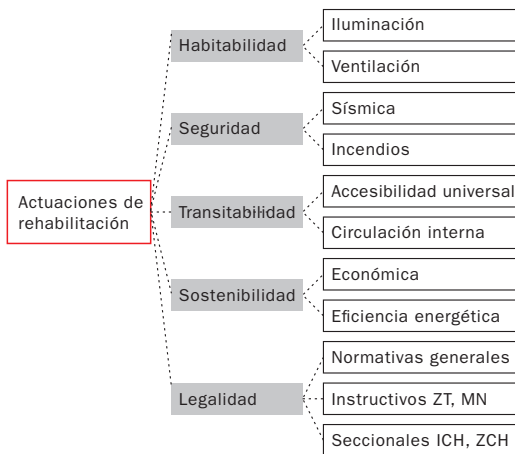 Actuaciones de
rehabilitación
Habitabilidad
Iluminación
Ventilación
Seguridad
Sísmica
Incendios
Transitabilidad
Accesibilidad universal
Circulación interna
Sostenibilidad
Económica
Eficiencia energética
Legalidad
Normativas generales
Instructivos ZT, MN
Seccionales ICH, ZCH